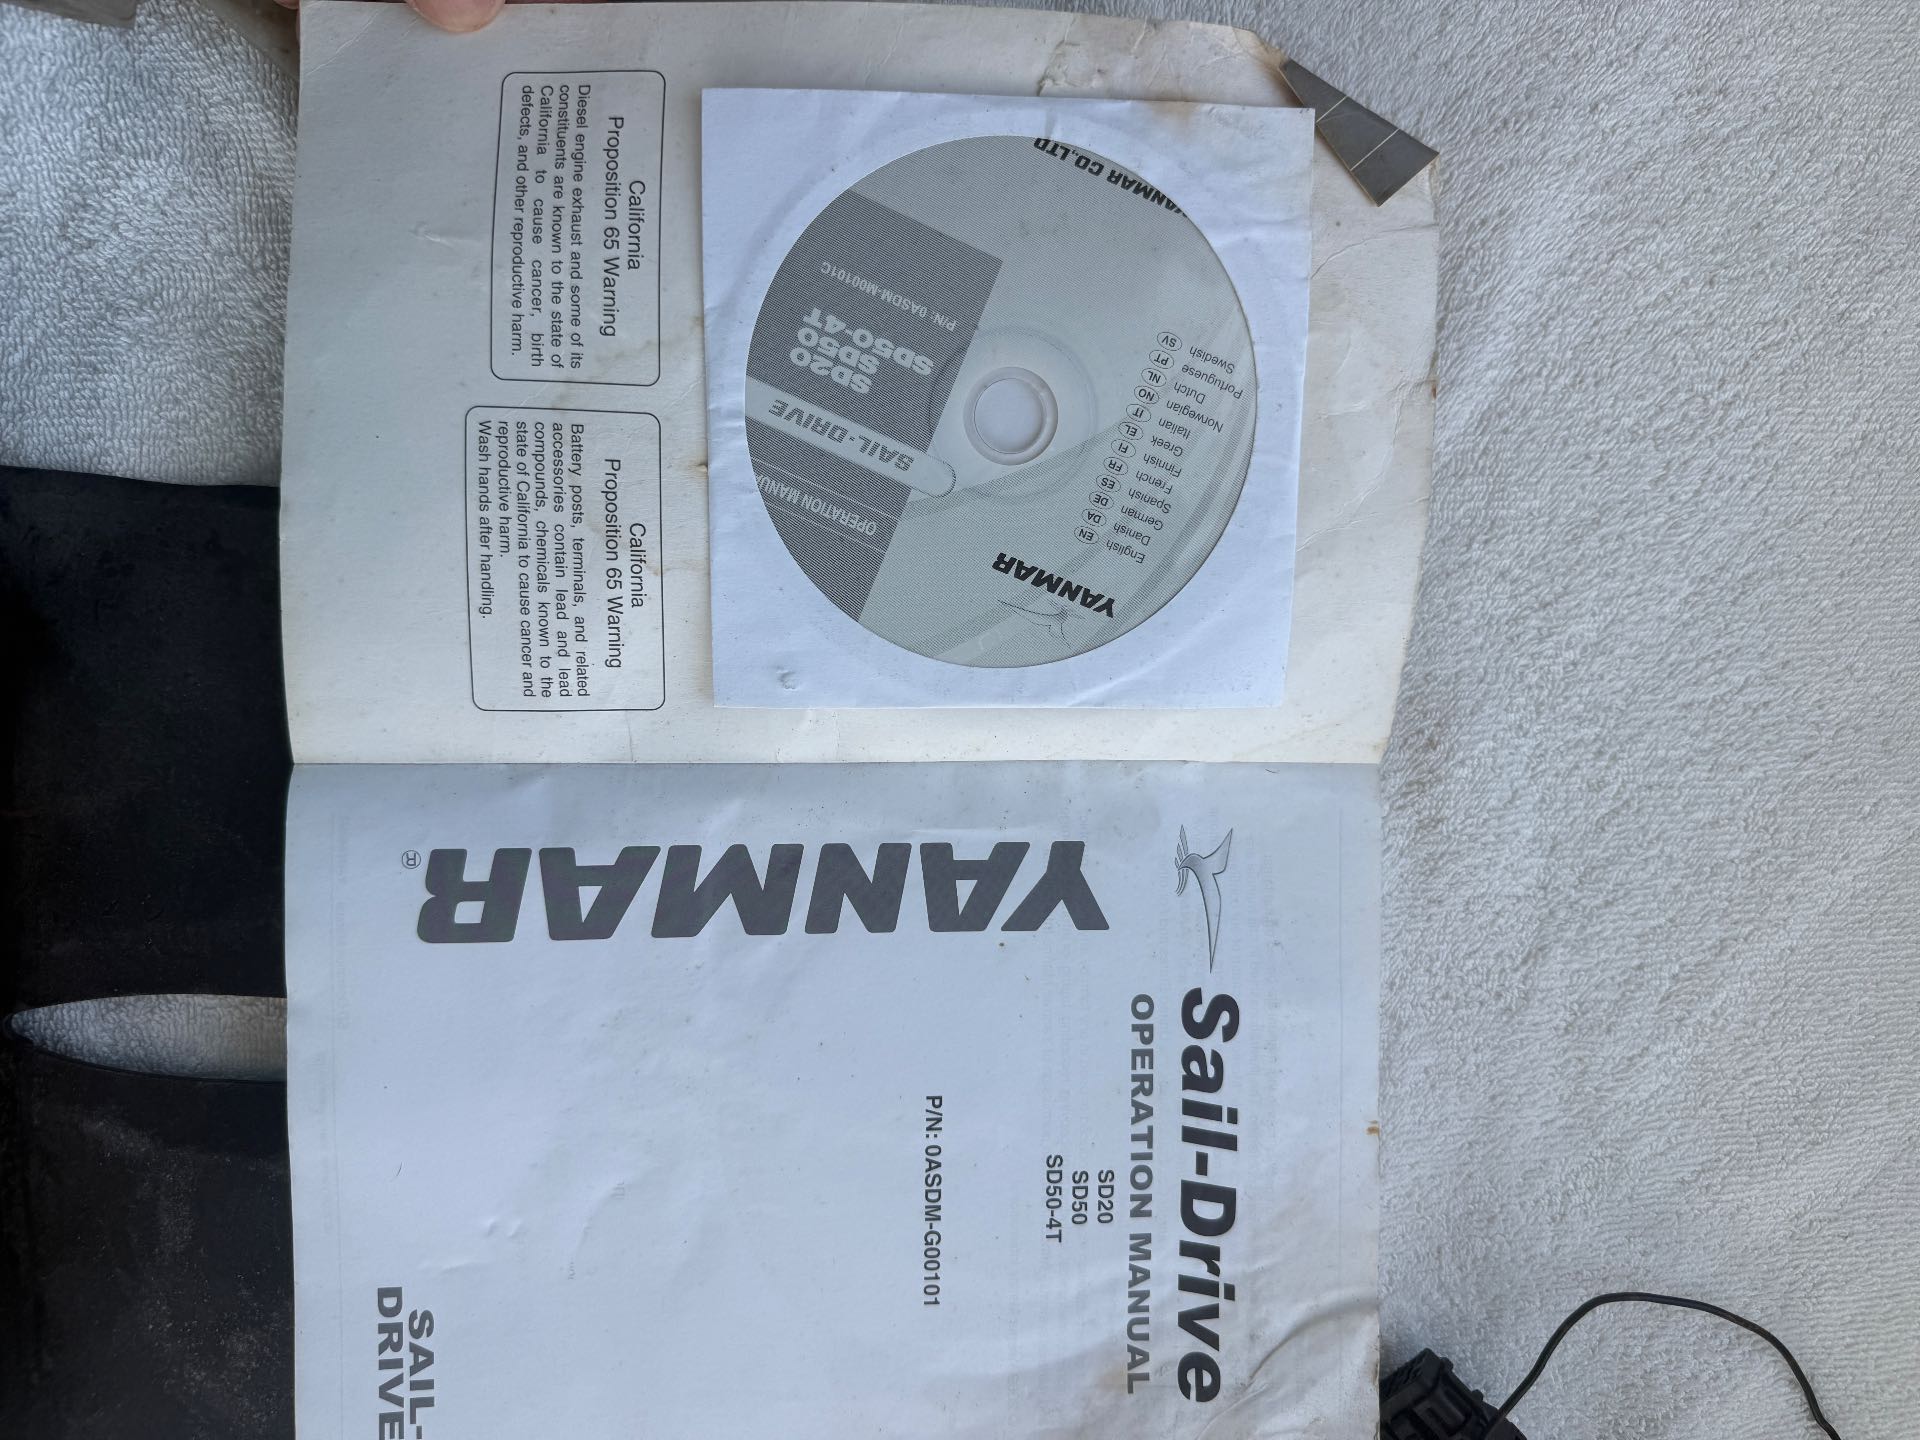 California
Proposition 65 Warning
Diesel engine exhaust and some of its
constituents are known to the state of
California to cause cancer, birth
defects, and other reproductive harm.
California
Proposition 65 Warning
Battery posts, terminals, and related
accessories contain lead and lead
compounds, chemicals known to the
state of California to cause cancer and
reproductive harm.
Wash hands after handling.
YANMAR
English EN
Danish DA
German DE
Spanish ES
French FR
Finnish FI
Greek EL
Italian IT
Norwegian NO
Dutch NL
Portuguese PT
Swedish SV
OPERATION
SAIL-DRIVE
SD20
SD50
SD50-4T
P/N: 0ASDM-M00101C
YANMAR CO.,LTD
Sail-Drive
OPERATION MANUAL
SD20
SD50
SD50-4T
P/N: 0ASDM-G00101
YANMAR®
SAIL-
DRIVE